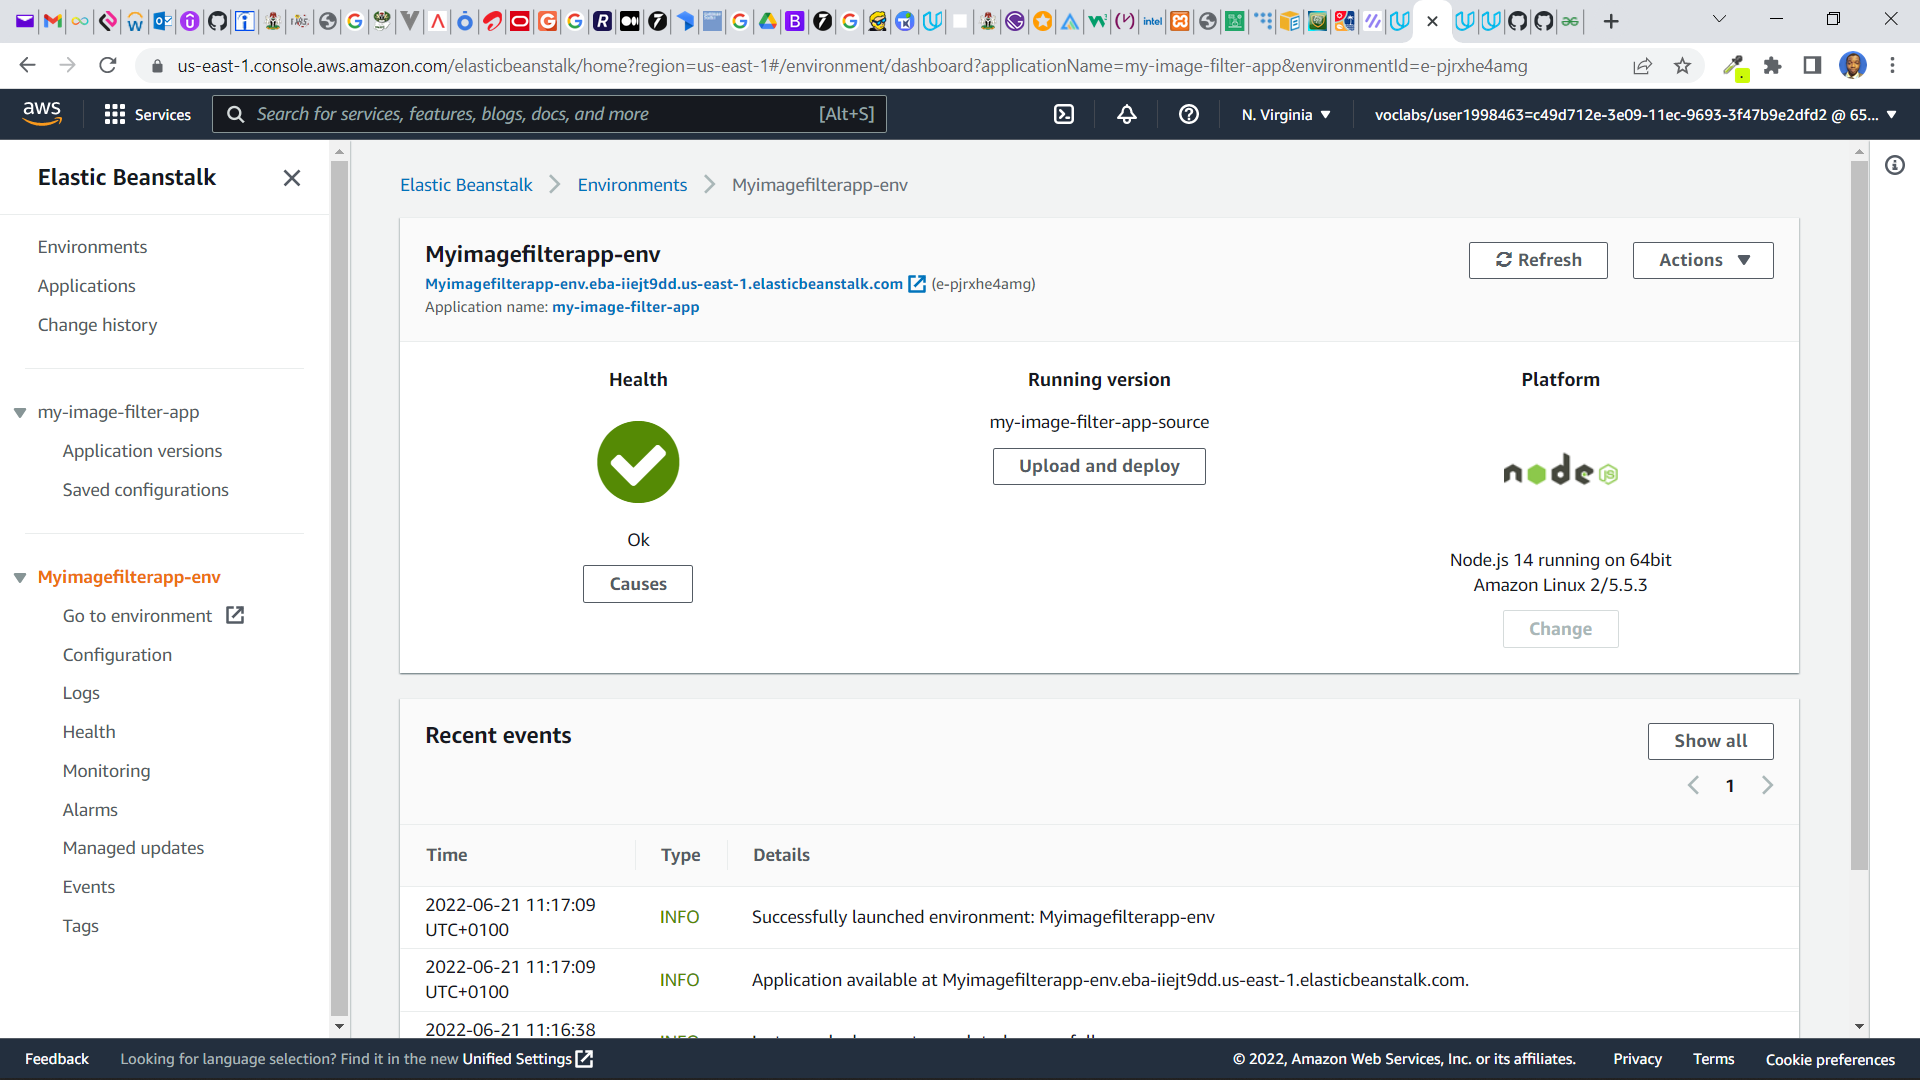 us-east-1.console.aws.amazon.com/elasticbeanstalk/home?region=us-east-1#/environment/dashboard?applicationName=my-image-filter-app&environmentId=e-pjrxhe4amg
aws
Services
Search for services, features, blogs, docs, and more
[Alt+S]
N. Virginia
voclabs/user1998463=c49d712e-3e09-11ec-9693-3f47b9e2dfd2 @ 65...
Elastic Beanstalk
Environments
Applications
Change history
my-image-filter-app
Application versions
Saved configurations
Myimagefilterapp-env
Go to environment
Configuration
Logs
Health
Monitoring
Alarms
Managed updates
Events
Tags
Elastic Beanstalk
Environments
Myimagefilterapp-env
Myimagefilterapp-env
Myimagefilterapp-env.eba-iiejt9dd.us-east-1.elasticbeanstalk.com (e-pjrxhe4amg)
Application name: my-image-filter-app
Refresh
Actions
Health
Ok
Causes
Running version
my-image-filter-app-source
Upload and deploy
Platform
node JS
Node.js 14 running on 64bit
Amazon Linux 2/5.5.3
Change
Recent events
Show all
1
Time Type Details
2022-06-21 11:17:09
UTC+0100
INFO
Successfully launched environment: Myimagefilterapp-env
2022-06-21 11:17:09
UTC+0100
INFO
Application available at Myimagefilterapp-env.eba-iiejt9dd.us-east-1.elasticbeanstalk.com.
2022-06-21 11:16:38
Feedback
Looking for language selection? Find it in the new Unified Settings
© 2022, Amazon Web Services, Inc. or its affiliates.
Privacy
Terms
Cookie preferences